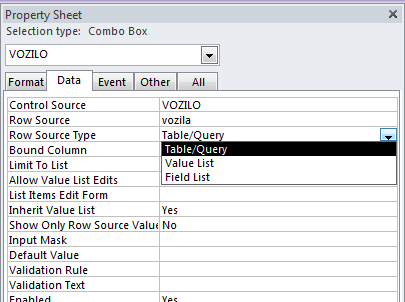 Property Sheet
Selection type: Combo Box
VOZILO
Format Data Event Other All
Control Source VOZILO
Row Source vozila
Row Source Type Table/Query
Bound Column Table/Query
Limit To List Value List
Allow Value List Edits Field List
List Items Edit Form
Inherit Value List Yes
Show Only Row Source Value No
Input Mask
Default Value
Validation Rule
Validation Text
Enabled Yes